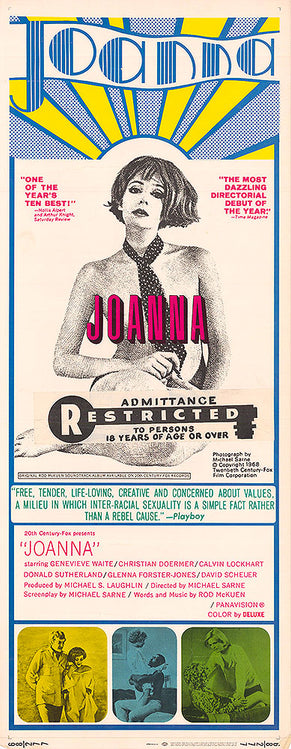 Joanna
"ONE
OF THE
YEAR'S
TEN BEST!"
—Hollis Alpert
and Arthur Knight,
Saturday Review
"THE MOST
DAZZLING
DIRECTORIAL
DEBUT OF
THE YEAR!"
—Time Magazine
JOANNA
ADMITTANCE
RESTRICTED
TO PERSONS
18 YEARS OF AGE OR OVER
Photograph by
Michael Sarne
© Copyright 1968
Twentieth Century-Fox
Film Corporation
ORIGINAL ROD McKUEN SOUNDTRACK ALBUM AVAILABLE ON 20th CENTURY-FOX RECORDS
"FREE, TENDER, LIFE-LOVING, CREATIVE AND CONCERNED ABOUT VALUES.
A MILIEU IN WHICH INTER-RACIAL SEXUALITY IS A SIMPLE FACT RATHER
THAN A REBEL CAUSE." —Playboy
20th Century-Fox presents
"JOANNA"
starring GENEVIEVE WAITE/CHRISTIAN DOERMER/CALVIN LOCKHART
DONALD SUTHERLAND/GLENNA FORSTER-JONES/DAVID SCHEUER
Produced by MICHAEL S. LAUGHLIN / Directed by MICHAEL SARNE
Screenplay by MICHAEL SARNE / Words and Music by ROD McKUEN
/PANAVISION®
COLOR by DELUXE